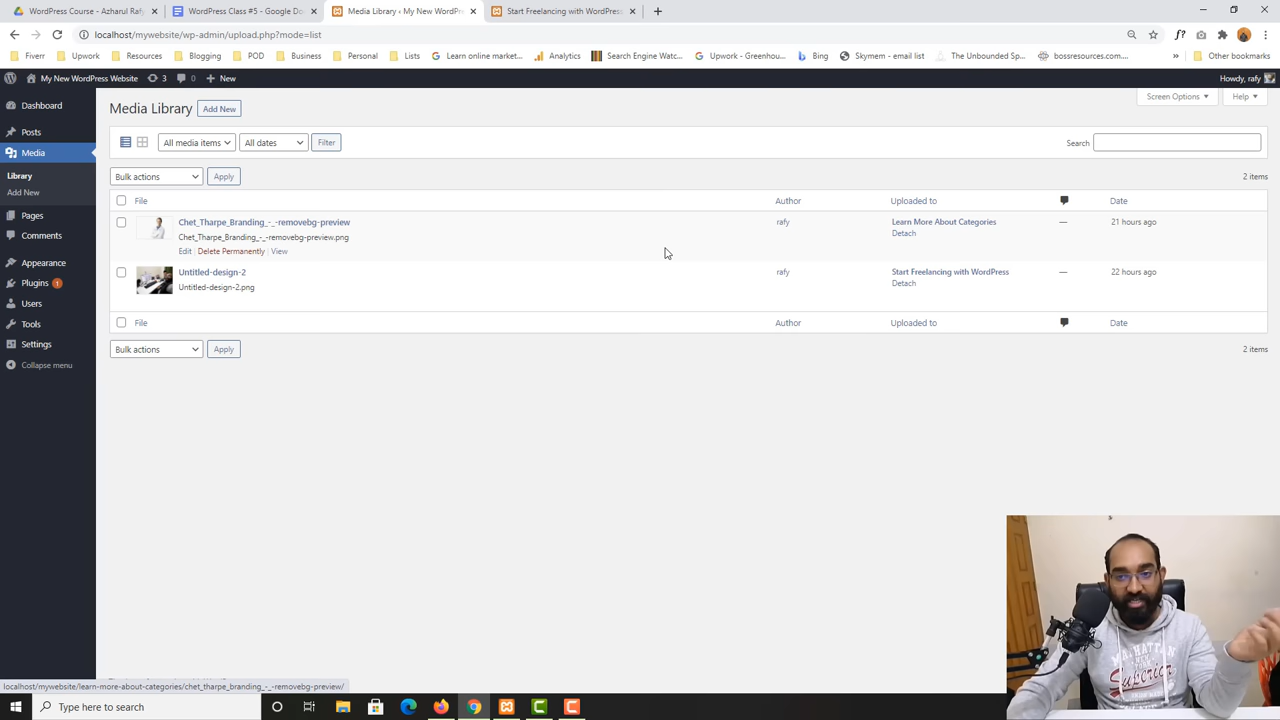 WordPress Course - Azharul Rafy
WordPress Class #5 - Google Do
Media Library ‹ My New WordPre
Start Freelancing with WordPress
localhost/mywebsite/wp-admin/upload.php?mode=list
Fiverr
Upwork
Blogging
POD
Business
Personal
Lists
Learn online market...
Analytics
Search Engine Watc...
Upwork - Greenhou...
Bing
Skymem - email list
The Unbounded Sp...
bossresources.com...
Other bookmarks
My New WordPress Website
3
0
New
Howdy, rafy
Dashboard
Posts
Media
Library
Add New
Pages
Comments
Appearance
Plugins 1
Users
Tools
Settings
Collapse menu
Media Library
Add New
Screen Options
Help
All media items
All dates
Filter
Search
Bulk actions
Apply
2 items
File
Author
Uploaded to
Date
Chet_Tharpe_Branding_-_-removebg-preview
Chet_Tharpe_Branding_-_-removebg-preview.png
Edit | Delete Permanently | View
rafy
Learn More About Categories
Detach
—
21 hours ago
Untitled-design-2
Untitled-design-2.png
rafy
Start Freelancing with WordPress
Detach
—
22 hours ago
File
Author
Uploaded to
Date
Bulk actions
Apply
2 items
MANHATTAN
Superior
localhost/mywebsite/learn-more-about-categories/chet_tharpe_branding_-_-removebg-preview/
Type here to search